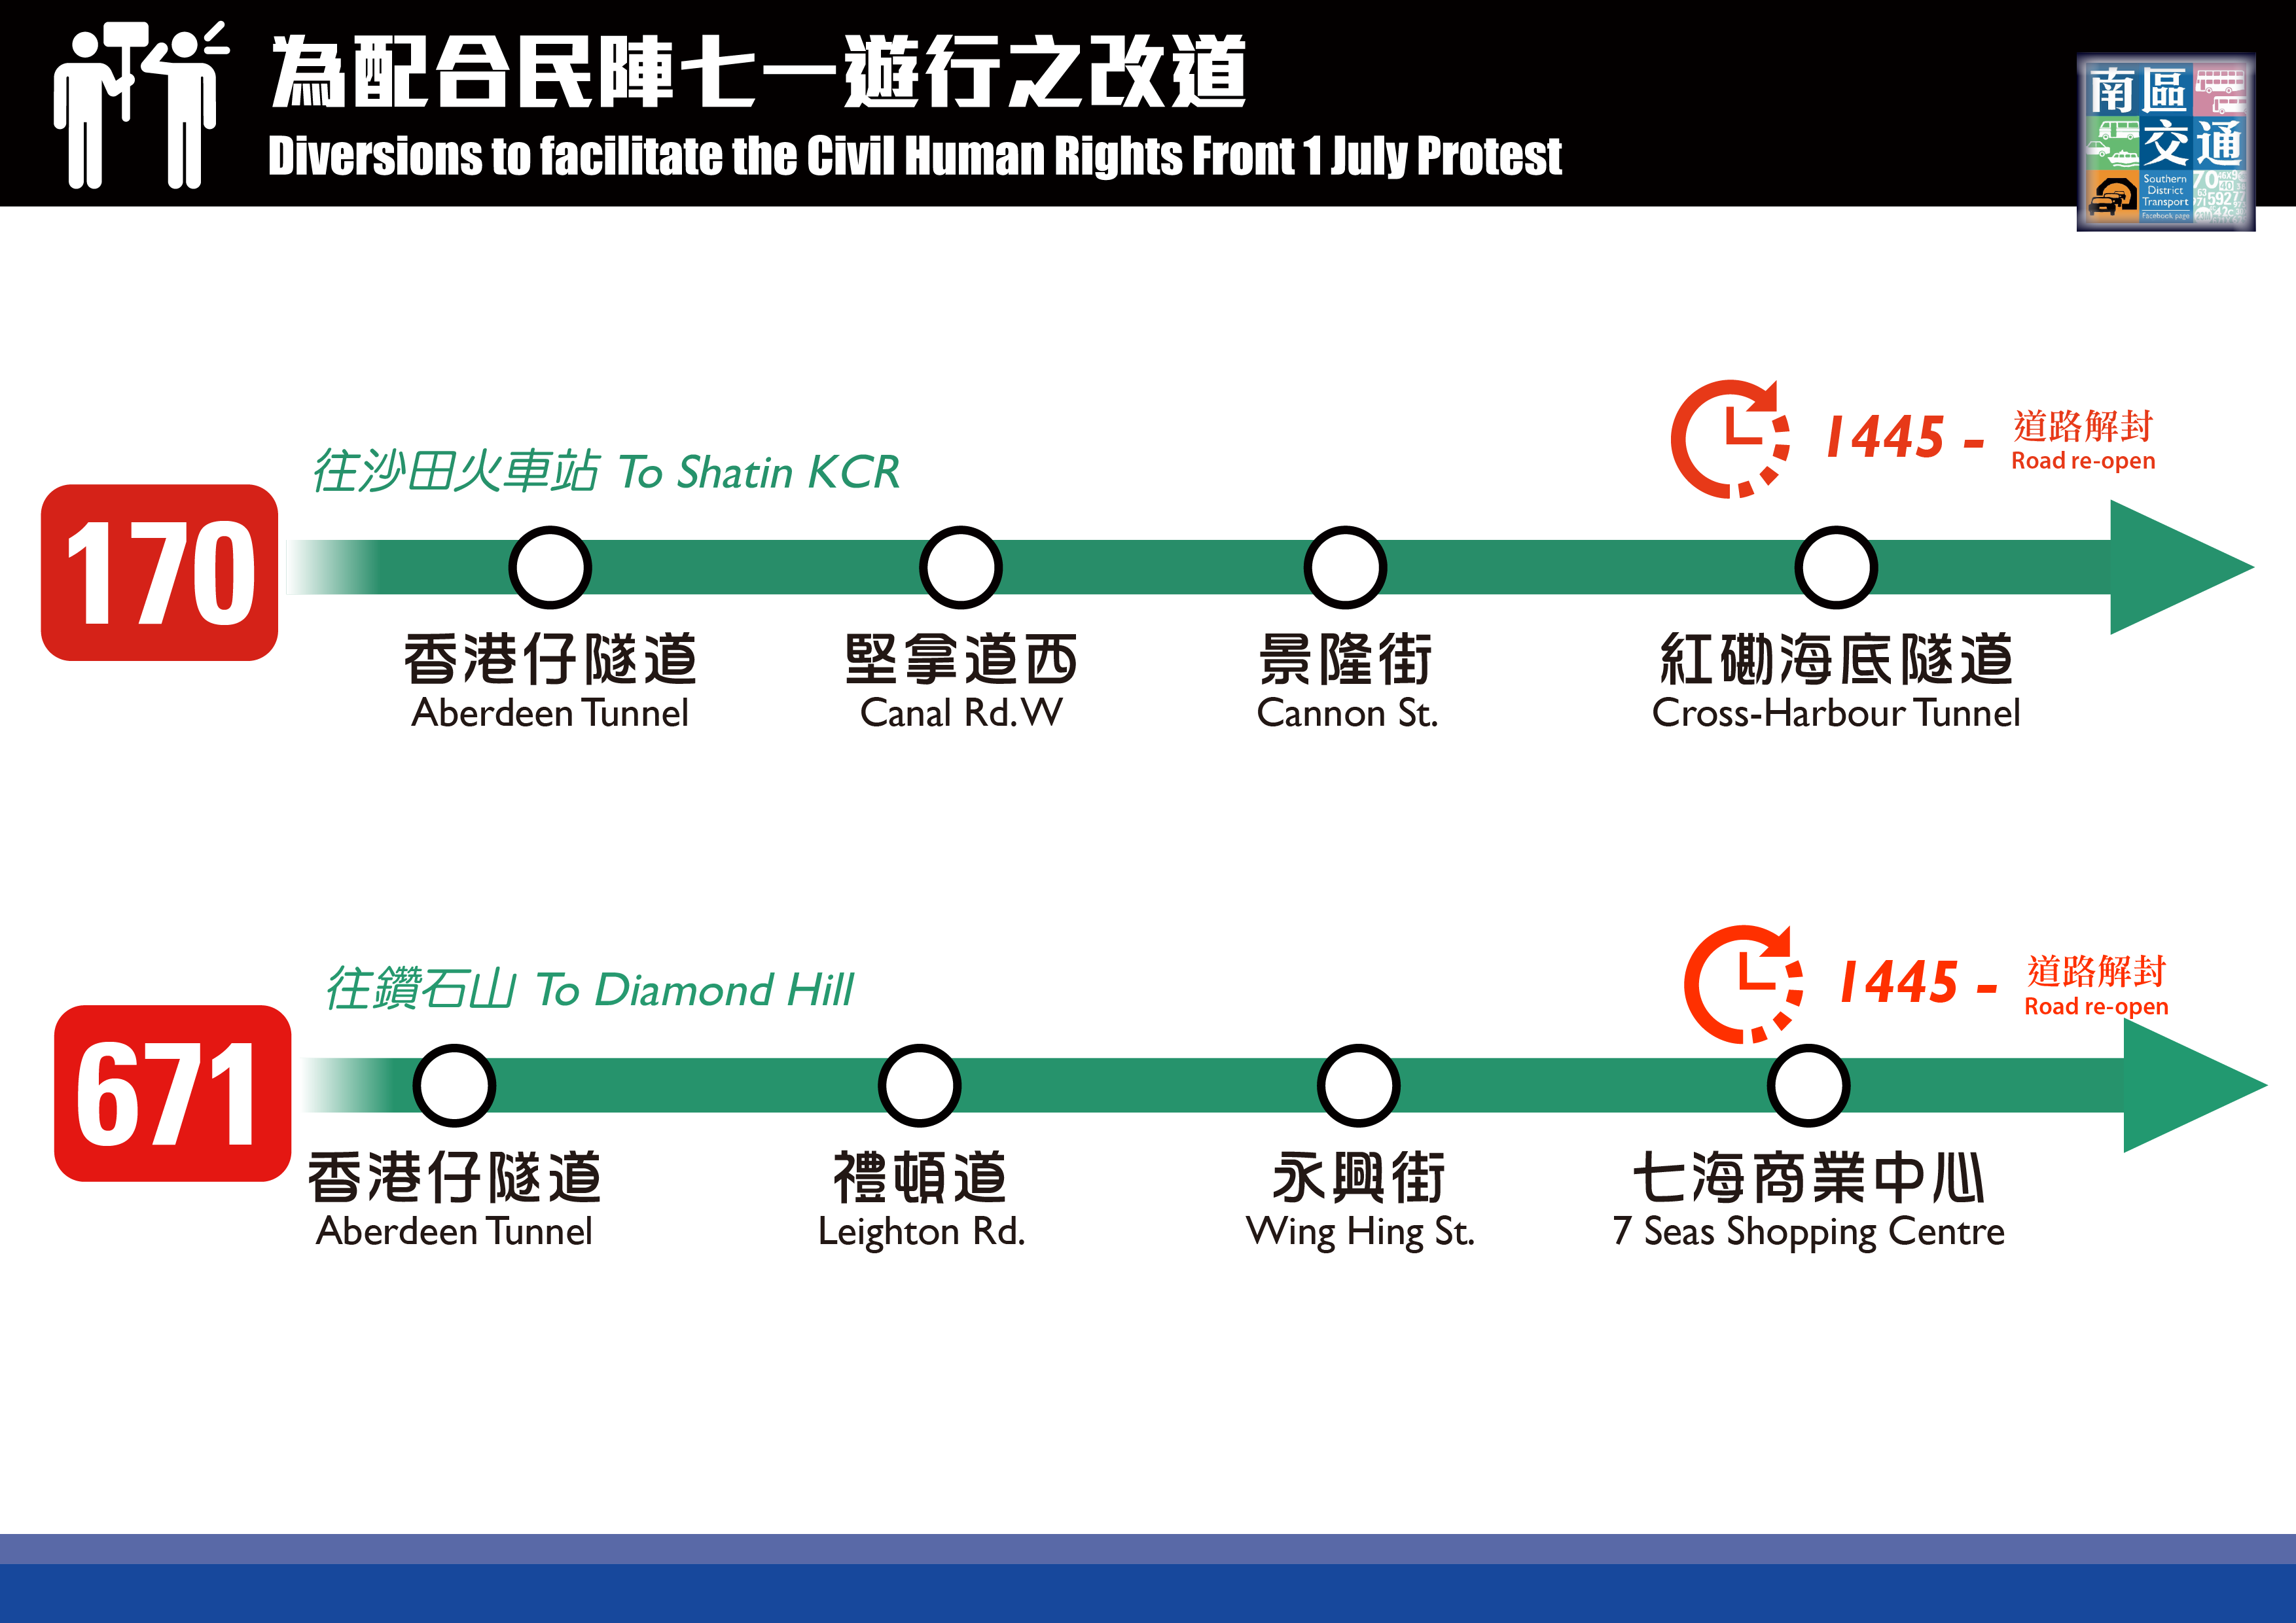 為配合民陣七一遊行之改道
Diversions to facilitate the Civil Human Rights Front 1 July Protest
南區
交通
Southern
District
Transport
Facebook page
1445 -
道路解封
Road re-open
往沙田火車站 To Shatin KCR
170
香港仔隧道
Aberdeen Tunnel
堅拿道西
Canal Rd. W
景隆街
Cannon St.
紅磡海底隧道
Cross-Harbour Tunnel
1445 -
道路解封
Road re-open
往鑽石山 To Diamond Hill
671
香港仔隧道
Aberdeen Tunnel
禮頓道
Leighton Rd.
永興街
Wing Hing St.
七海商業中心
7 Seas Shopping Centre